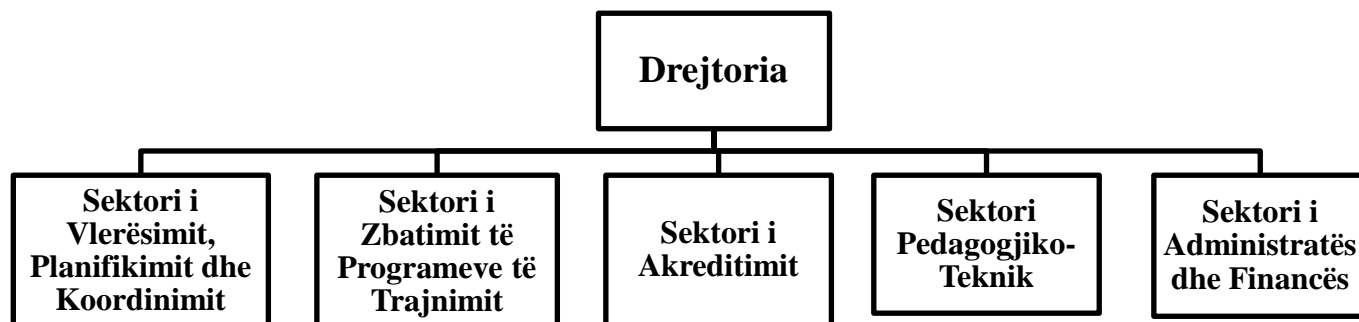 Drejtoria
Sektori i
Vlerësimit,
Planifikimit dhe
Koordinimit
Sektori i
Zbatimit të
Programeve të
Trajnimit
Sektori i
Akreditimit
Sektori
Pedagogjiko-
Teknik
Sektori i
Administratës
dhe Financës